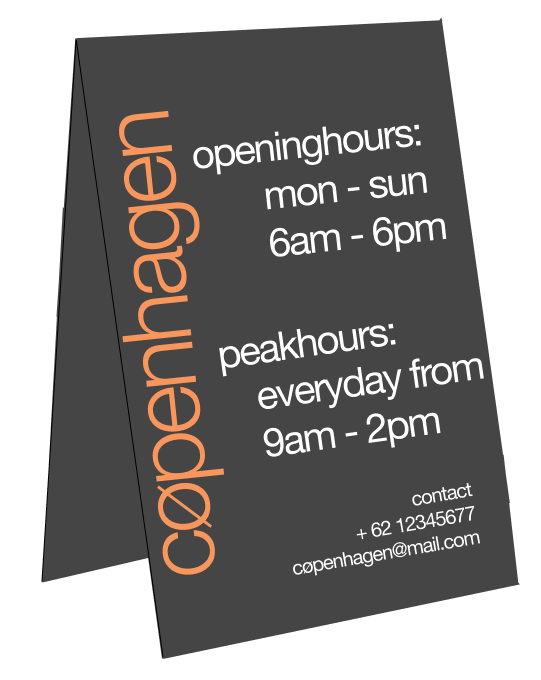 cøpenhagen
openinghours:
mon - sun
6am - 6pm
peakhours:
everyday from
9am - 2pm
contact
+ 62 12345677
cøpenhagen@mail.com